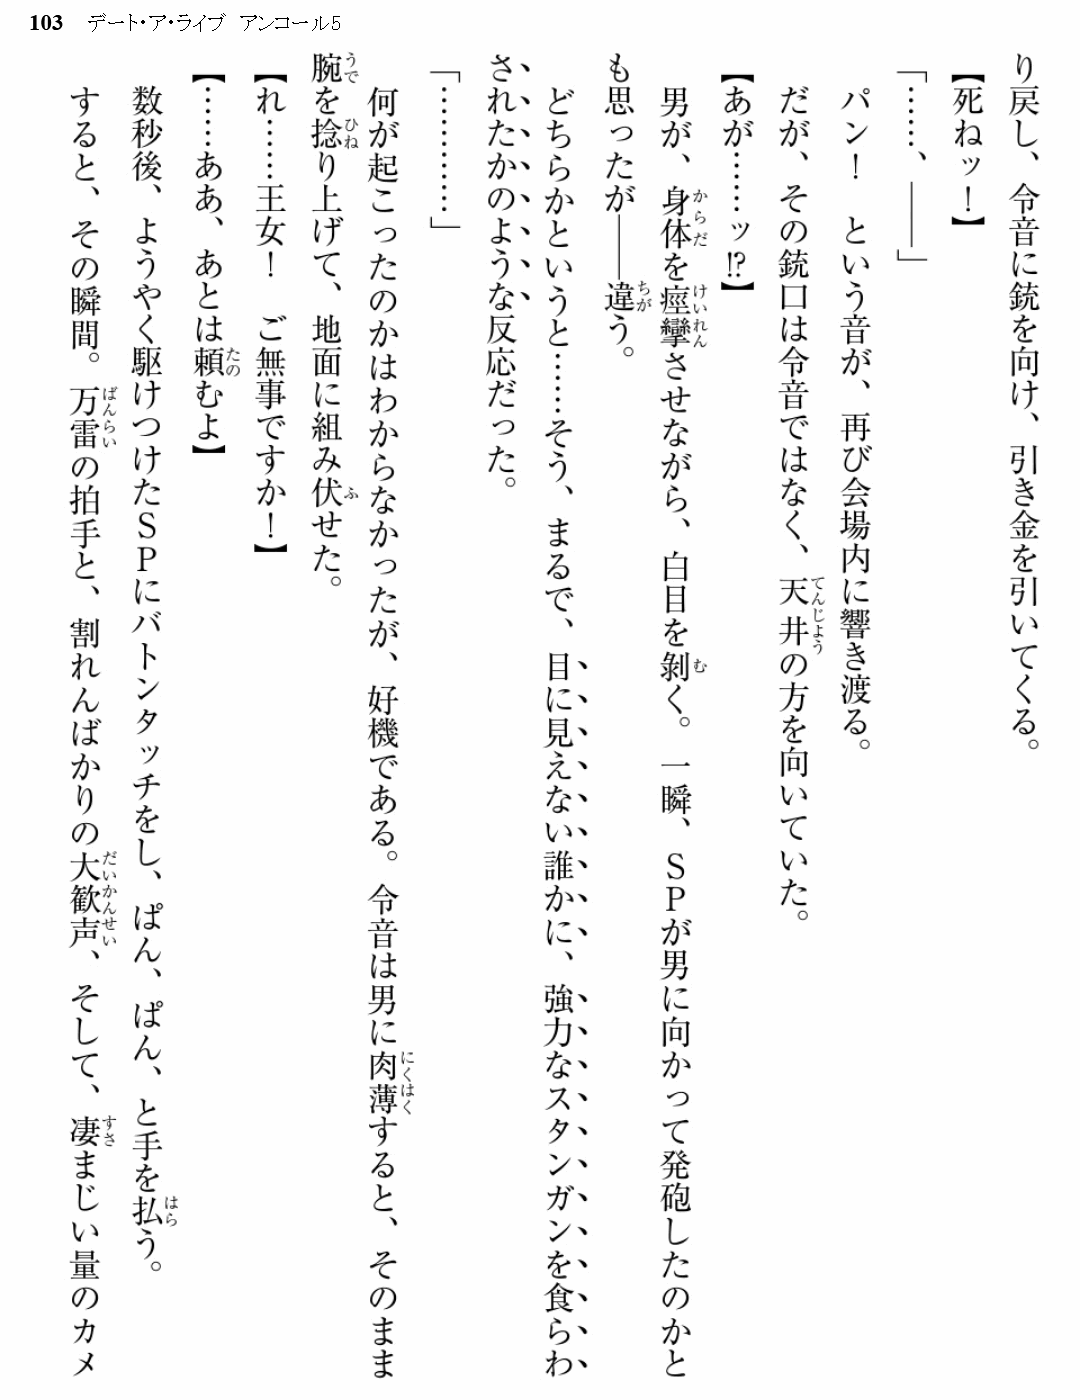 103 デート・ア・ライブ アンコール5
り戻し、令音に銃を向け、引き金を引いてくる。
【死ねッ！】
「……、――」
パン！　という音が、再び会場内に響き渡る。
だが、その銃口は令音ではなく、天井の方を向いていた。
【あが……ッ⁉】
男が、身体を痙攣させながら、白目を剝く。一瞬、ＳＰが男に向かって発砲したのかと
も思ったが――違う。
どちらかというと……そう、まるで、目に見えない誰かに、強力なスタンガンを食らわ
されたかのような反応だった。
「…………」
何が起こったのかはわからなかったが、好機である。令音は男に肉薄すると、そのまま
腕を捻り上げて、地面に組み伏せた。
【れ……王女！　ご無事ですか！】
【……ああ、あとは頼むよ】
数秒後、ようやく駆けつけたＳＰにバトンタッチをし、ぱん、ぱん、と手を払う。
すると、その瞬間。万雷の拍手と、割れんばかりの大歓声、そして、凄まじい量のカメ